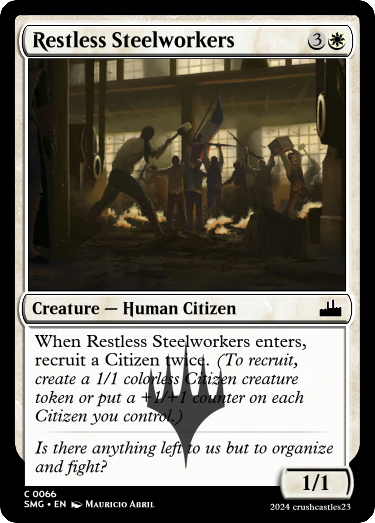 Restless Steelworkers 3
Creature — Human Citizen
When Restless Steelworkers enters,
recruit a Citizen twice. (To recruit,
create a 1/1 colorless Citizen creature
token or put a +1/+1 counter on each
Citizen you control.)
Is there anything left to us but to organize
and fight?
1/1
C 0066
SMG • EN Mauricio Abril
2024 crushcastles23